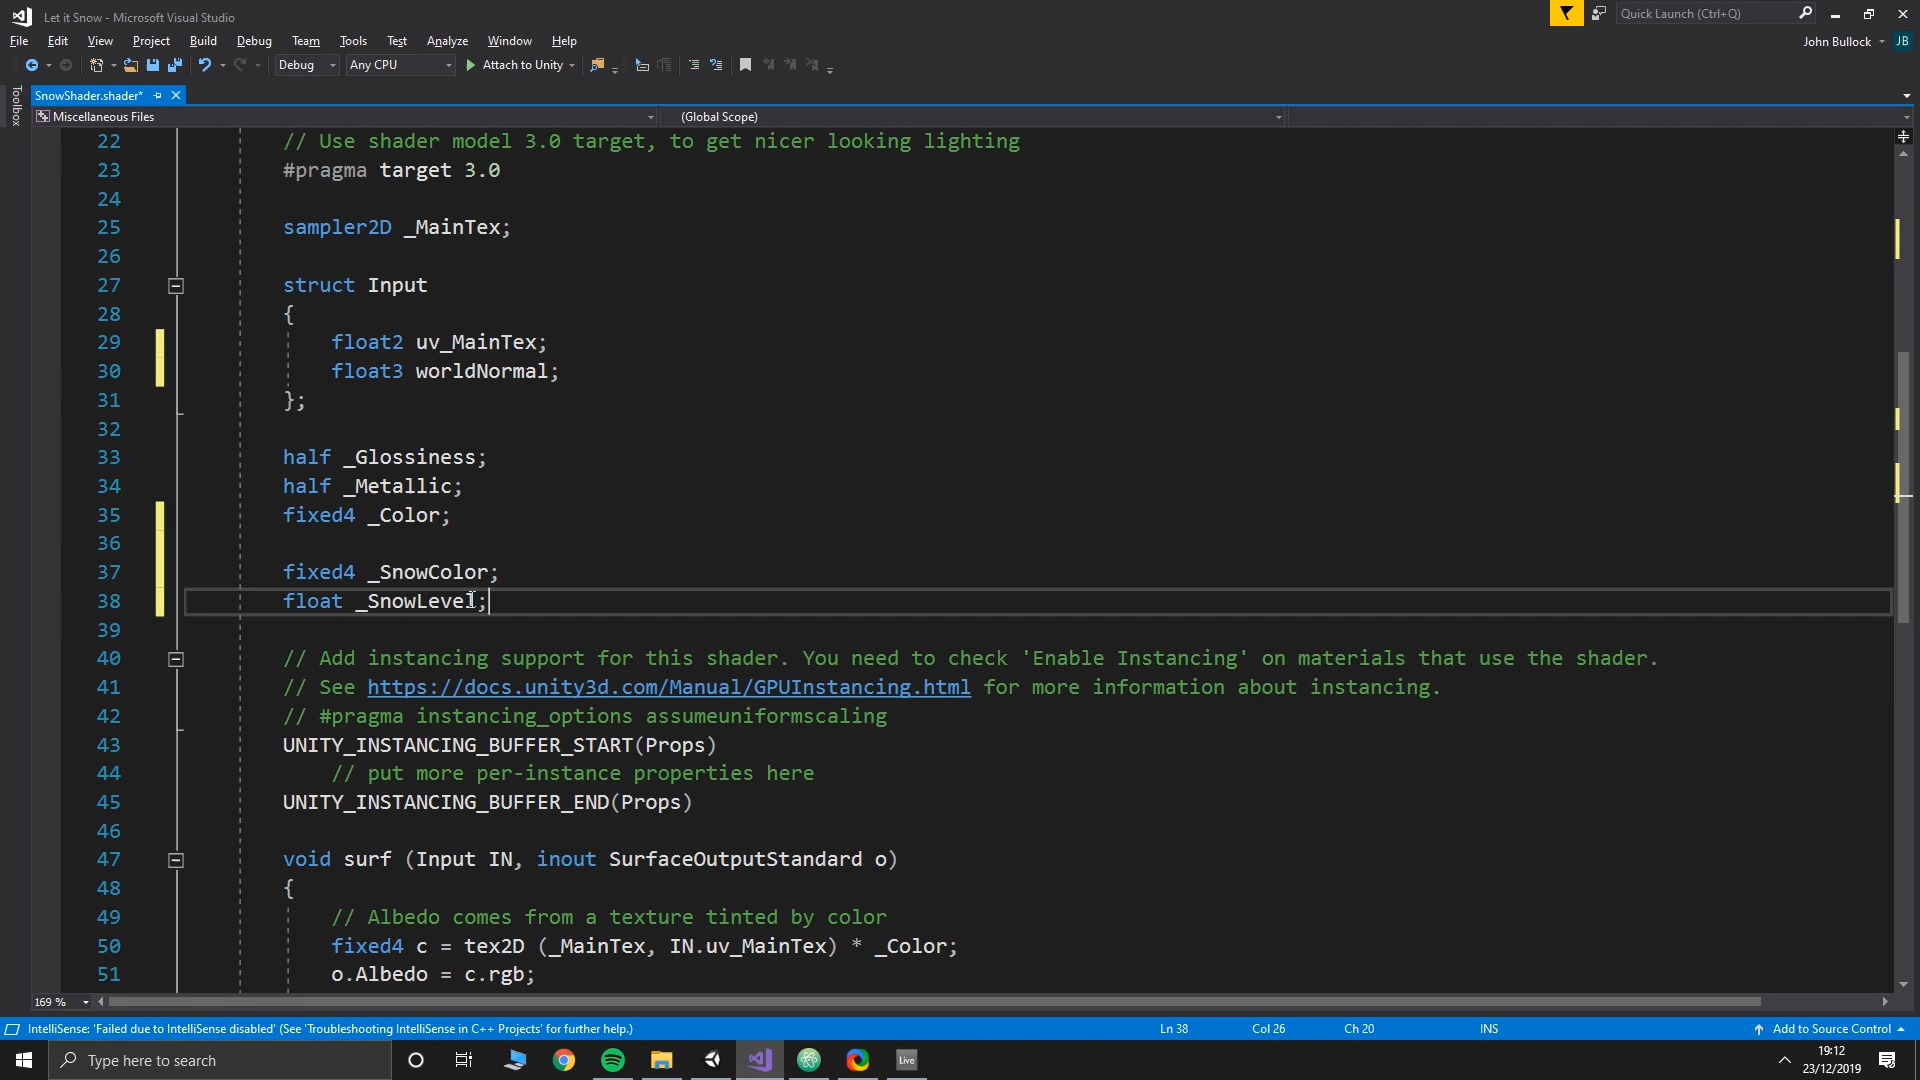 Let it Snow - Microsoft Visual Studio
Quick Launch (Ctrl+Q)
File Edit View Project Build Debug Team Tools Test Analyze Window Help
John Bullock JB
Debug Any CPU Attach to Unity
Toolbox
SnowShader.shader*
Miscellaneous Files (Global Scope)
22 // Use shader model 3.0 target, to get nicer looking lighting
23 #pragma target 3.0
24
25 sampler2D _MainTex;
26
27 struct Input
28 {
29 float2 uv_MainTex;
30 float3 worldNormal;
31 };
32
33 half _Glossiness;
34 half _Metallic;
35 fixed4 _Color;
36
37 fixed4 _SnowColor;
38 float _SnowLevel;
39
40 // Add instancing support for this shader. You need to check 'Enable Instancing' on materials that use the shader.
41 // See https://docs.unity3d.com/Manual/GPUInstancing.html for more information about instancing.
42 // #pragma instancing_options assumeuniformscaling
43 UNITY_INSTANCING_BUFFER_START(Props)
44 // put more per-instance properties here
45 UNITY_INSTANCING_BUFFER_END(Props)
46
47 void surf (Input IN, inout SurfaceOutputStandard o)
48 {
49 // Albedo comes from a texture tinted by color
50 fixed4 c = tex2D (_MainTex, IN.uv_MainTex) * _Color;
51 o.Albedo = c.rgb;
169 %
IntelliSense: 'Failed due to IntelliSense disabled' (See 'Troubleshooting IntelliSense in C++ Projects' for further help.) Ln 38 Col 26 Ch 20 INS Add to Source Control
Type here to search
Live
19:12
23/12/2019